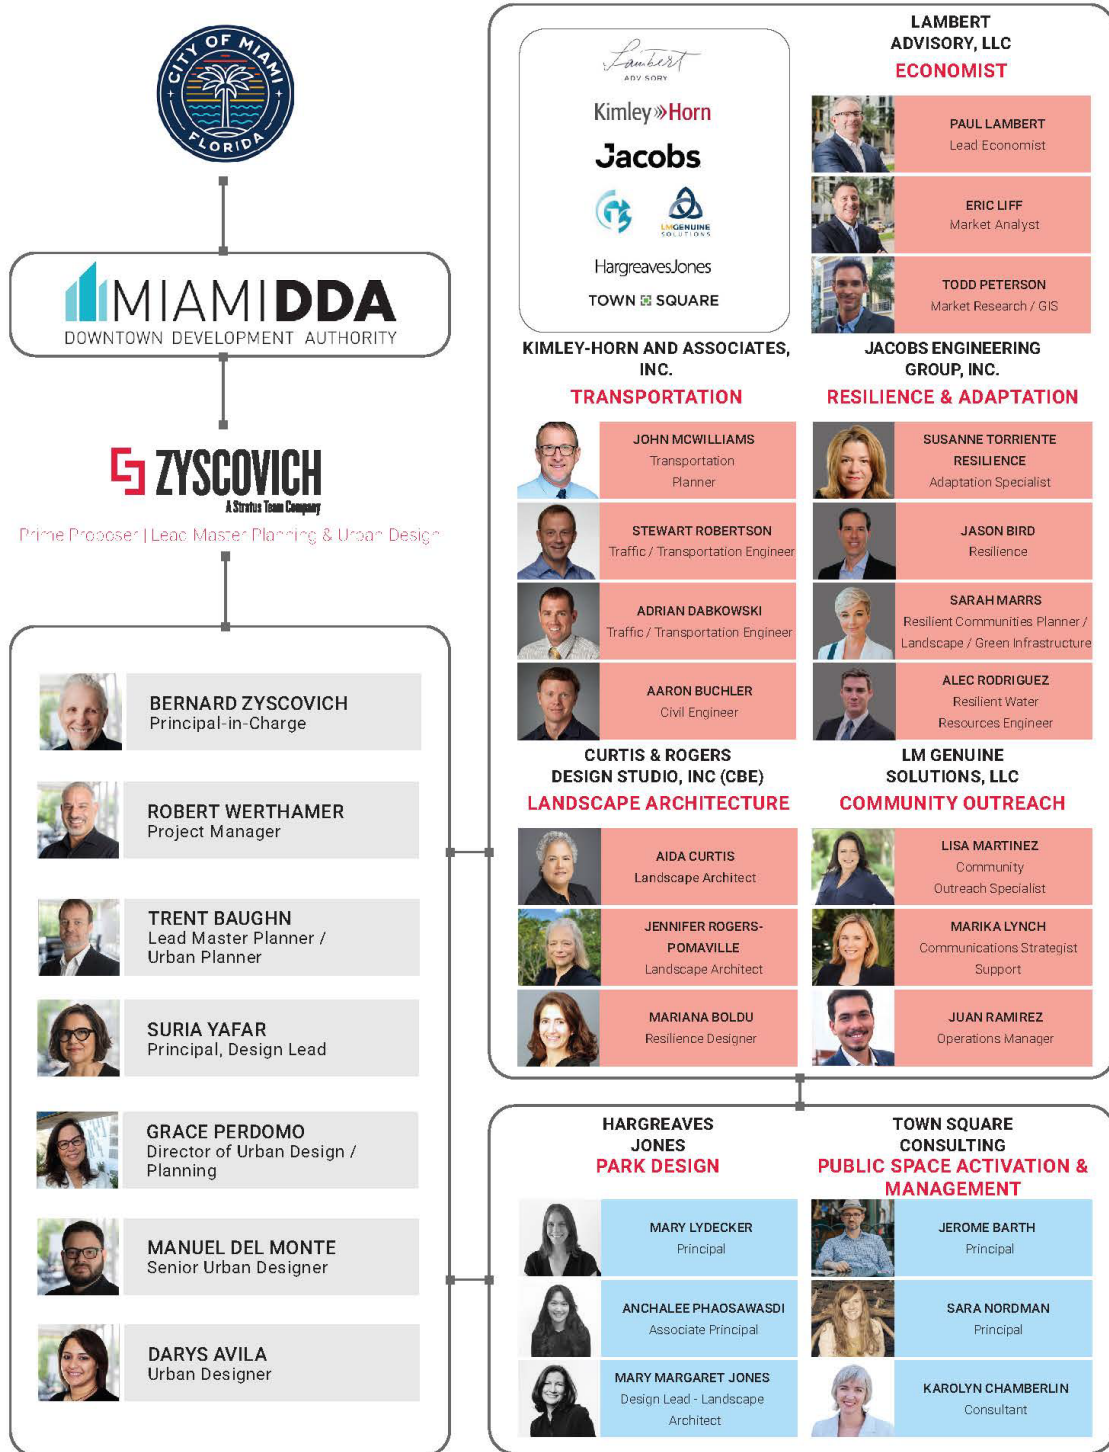 CITY OF MIAMI
FLORIDA
MIAMIDDA
DOWNTOWN DEVELOPMENT AUTHORITY
ZYSCOVICH
A Stratus Team Company
Prime Proposer | Lead Master Planning & Urban Design
BERNARD ZYSCOVICH
Principal-in-Charge
ROBERT WERTHAMER
Project Manager
TRENT BAUGHN
Lead Master Planner /
Urban Planner
SURIA YAFAR
Principal, Design Lead
GRACE PERDOMO
Director of Urban Design /
Planning
MANUEL DEL MONTE
Senior Urban Designer
DARYS AVILA
Urban Designer
Lambert
ADVISORY
Kimley»Horn
Jacobs
LMGENUINE
SOLUTIONS
HargreavesJones
TOWN SQUARE
LAMBERT
ADVISORY, LLC
ECONOMIST
PAUL LAMBERT
Lead Economist
ERIC LIFF
Market Analyst
TODD PETERSON
Market Research / GIS
KIMLEY-HORN AND ASSOCIATES,
INC.
TRANSPORTATION
JOHN MCWILLIAMS
Transportation
Planner
STEWART ROBERTSON
Traffic / Transportation Engineer
ADRIAN DABKOWSKI
Traffic / Transportation Engineer
AARON BUCHLER
Civil Engineer
JACOBS ENGINEERING
GROUP, INC.
RESILIENCE & ADAPTATION
SUSANNE TORRIENTE
RESILIENCE
Adaptation Specialist
JASON BIRD
Resilience
SARAH MARRS
Resilient Communities Planner /
Landscape / Green Infrastructure
ALEC RODRIGUEZ
Resilient Water
Resources Engineer
CURTIS & ROGERS
DESIGN STUDIO, INC (CBE)
LANDSCAPE ARCHITECTURE
AIDA CURTIS
Landscape Architect
JENNIFER ROGERS-
POMAVILLE
Landscape Architect
MARIANA BOLDU
Resilience Designer
LM GENUINE
SOLUTIONS, LLC
COMMUNITY OUTREACH
LISA MARTINEZ
Community
Outreach Specialist
MARIKA LYNCH
Communications Strategist
Support
JUAN RAMIREZ
Operations Manager
HARGREAVES
JONES
PARK DESIGN
MARY LYDECKER
Principal
ANCHALEE PHAOSAWASDI
Associate Principal
MARY MARGARET JONES
Design Lead - Landscape
Architect
TOWN SQUARE
CONSULTING
PUBLIC SPACE ACTIVATION &
MANAGEMENT
JEROME BARTH
Principal
SARA NORDMAN
Principal
KAROLYN CHAMBERLIN
Consultant